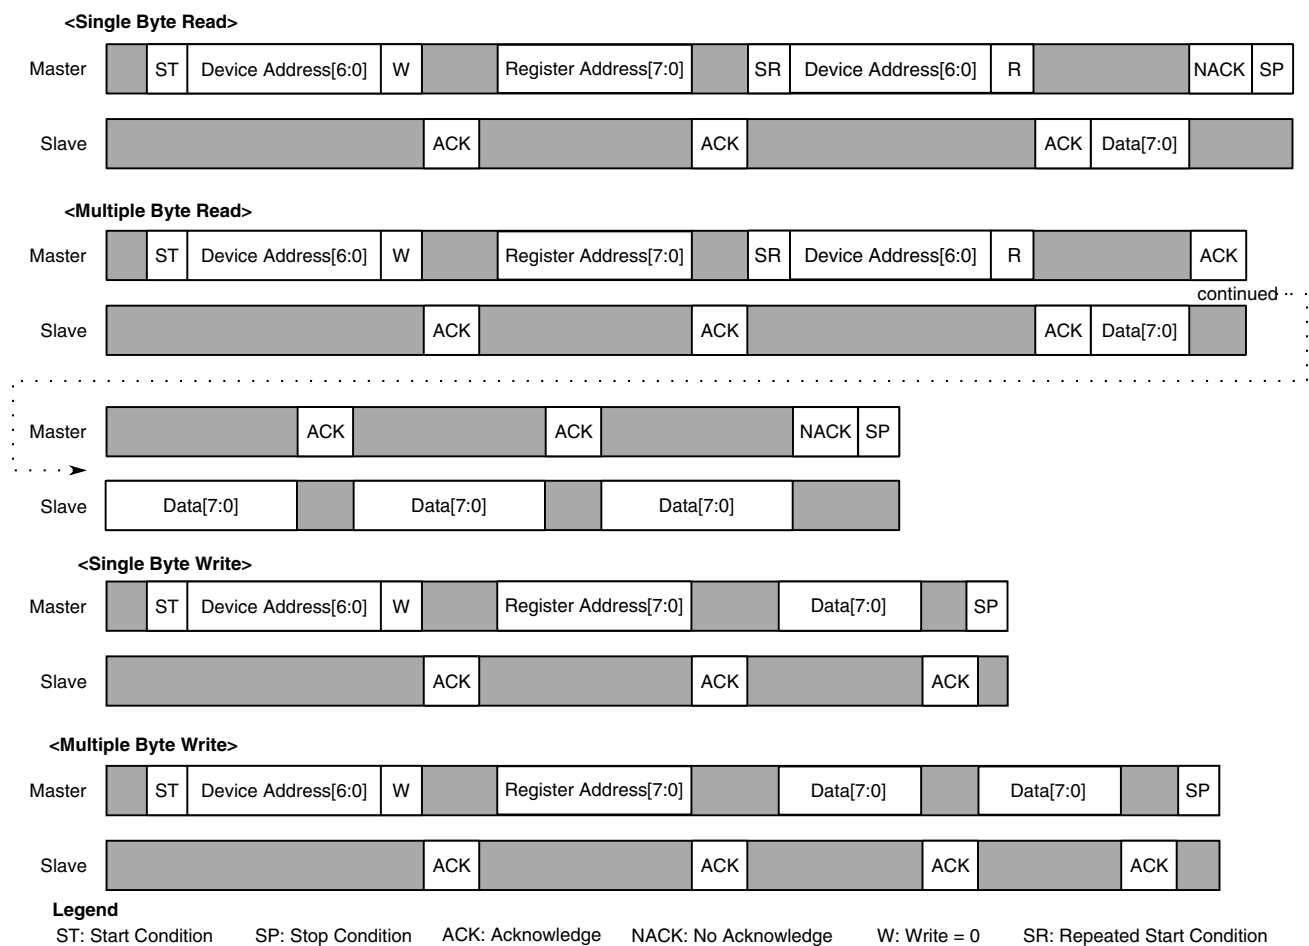 <Single Byte Read>
Master ST Device Address[6:0] W Register Address[7:0] SR Device Address[6:0] R NACK SP
Slave ACK ACK ACK Data[7:0]
<Multiple Byte Read>
Master ST Device Address[6:0] W Register Address[7:0] SR Device Address[6:0] R ACK
continued
Slave ACK ACK ACK Data[7:0]
Master ACK ACK NACK SP
Slave Data[7:0] Data[7:0] Data[7:0]
<Single Byte Write>
Master ST Device Address[6:0] W Register Address[7:0] Data[7:0] SP
Slave ACK ACK ACK
<Multiple Byte Write>
Master ST Device Address[6:0] W Register Address[7:0] Data[7:0] Data[7:0] SP
Slave ACK ACK ACK ACK
Legend
ST: Start Condition SP: Stop Condition ACK: Acknowledge NACK: No Acknowledge W: Write = 0 SR: Repeated Start Condition